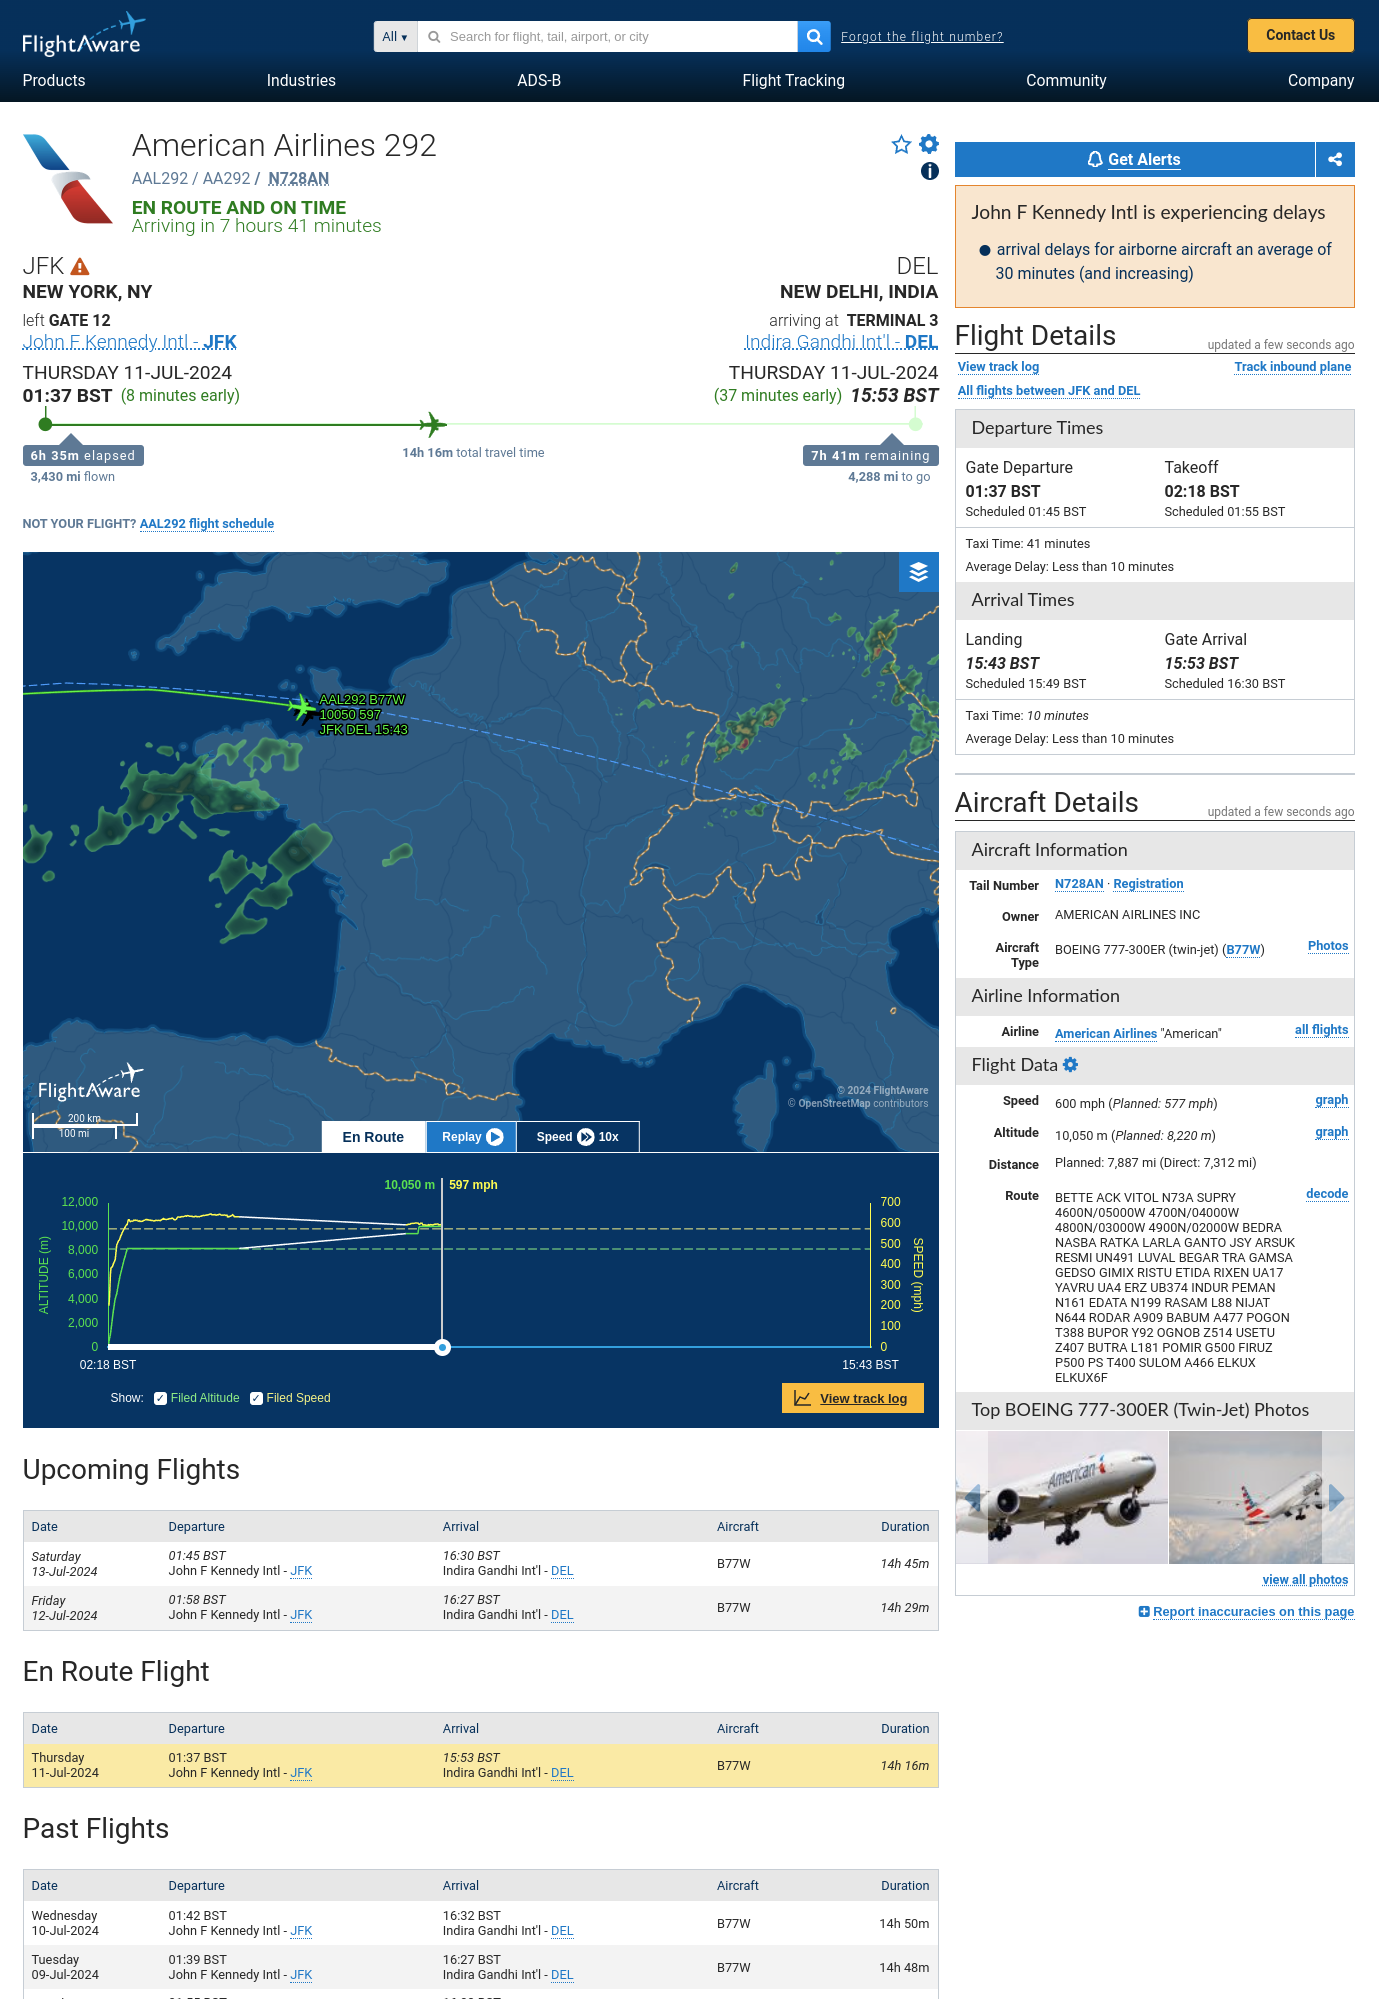 FlightAware
All ▾
Search for flight, tail, airport, or city
Forgot the flight number?
Contact Us
Products
Industries
ADS-B
Flight Tracking
Community
Company
American Airlines 292
AAL292 / AA292 / N728AN
EN ROUTE AND ON TIME
Arriving in 7 hours 41 minutes
JFK
NEW YORK, NY
left GATE 12
John F Kennedy Intl - JFK
THURSDAY 11-JUL-2024
01:37 BST (8 minutes early)
DEL
NEW DELHI, INDIA
arriving at TERMINAL 3
Indira Gandhi Int'l - DEL
THURSDAY 11-JUL-2024
(37 minutes early) 15:53 BST
6h 35m elapsed
3,430 mi flown
14h 16m total travel time
7h 41m remaining
4,288 mi to go
NOT YOUR FLIGHT? AAL292 flight schedule
AAL292 B77W
10050 597
JFK DEL 15:43
FlightAware
200 km
100 mi
© 2024 FlightAware
© OpenStreetMap contributors
En Route
Replay
Speed 10x
10,050 m
597 mph
ALTITUDE (m)
12,000
10,000
8,000
6,000
4,000
2,000
0
700
600
500
400
300
200
100
0
SPEED (mph)
02:18 BST
15:43 BST
Show: Filed Altitude Filed Speed
View track log
Upcoming Flights
Date Departure Arrival Aircraft Duration
Saturday 01:45 BST 16:30 BST
13-Jul-2024 John F Kennedy Intl - JFK Indira Gandhi Int'l - DEL B77W 14h 45m
Friday 01:58 BST 16:27 BST
12-Jul-2024 John F Kennedy Intl - JFK Indira Gandhi Int'l - DEL B77W 14h 29m
En Route Flight
Date Departure Arrival Aircraft Duration
Thursday 01:37 BST 15:53 BST
11-Jul-2024 John F Kennedy Intl - JFK Indira Gandhi Int'l - DEL B77W 14h 16m
Past Flights
Date Departure Arrival Aircraft Duration
Wednesday 01:42 BST 16:32 BST
10-Jul-2024 John F Kennedy Intl - JFK Indira Gandhi Int'l - DEL B77W 14h 50m
Tuesday 01:39 BST 16:27 BST
09-Jul-2024 John F Kennedy Intl - JFK Indira Gandhi Int'l - DEL B77W 14h 48m
Get Alerts
John F Kennedy Intl is experiencing delays
● arrival delays for airborne aircraft an average of
30 minutes (and increasing)
Flight Details
updated a few seconds ago
View track log
Track inbound plane
All flights between JFK and DEL
Departure Times
Gate Departure Takeoff
01:37 BST 02:18 BST
Scheduled 01:45 BST Scheduled 01:55 BST
Taxi Time: 41 minutes
Average Delay: Less than 10 minutes
Arrival Times
Landing Gate Arrival
15:43 BST 15:53 BST
Scheduled 15:49 BST Scheduled 16:30 BST
Taxi Time: 10 minutes
Average Delay: Less than 10 minutes
Aircraft Details
updated a few seconds ago
Aircraft Information
Tail Number N728AN · Registration
Owner AMERICAN AIRLINES INC
Aircraft
Type
BOEING 777-300ER (twin-jet) (B77W) Photos
Airline Information
Airline American Airlines "American" all flights
Flight Data
Speed 600 mph (Planned: 577 mph) graph
Altitude 10,050 m (Planned: 8,220 m) graph
Distance Planned: 7,887 mi (Direct: 7,312 mi)
Route BETTE ACK VITOL N73A SUPRY decode
4600N/05000W 4700N/04000W
4800N/03000W 4900N/02000W BEDRA
NASBA RATKA LARLA GANTO JSY ARSUK
RESMI UN491 LUVAL BEGAR TRA GAMSA
GEDSO GIMIX RISTU ETIDA RIXEN UA17
YAVRU UA4 ERZ UB374 INDUR PEMAN
N161 EDATA N199 RASAM L88 NIJAT
N644 RODAR A909 BABUM A477 POGON
T388 BUPOR Y92 OGNOB Z514 USETU
Z407 BUTRA L181 POMIR G500 FIRUZ
P500 PS T400 SULOM A466 ELKUX
ELKUX6F
Top BOEING 777-300ER (Twin-Jet) Photos
American
view all photos
Report inaccuracies on this page